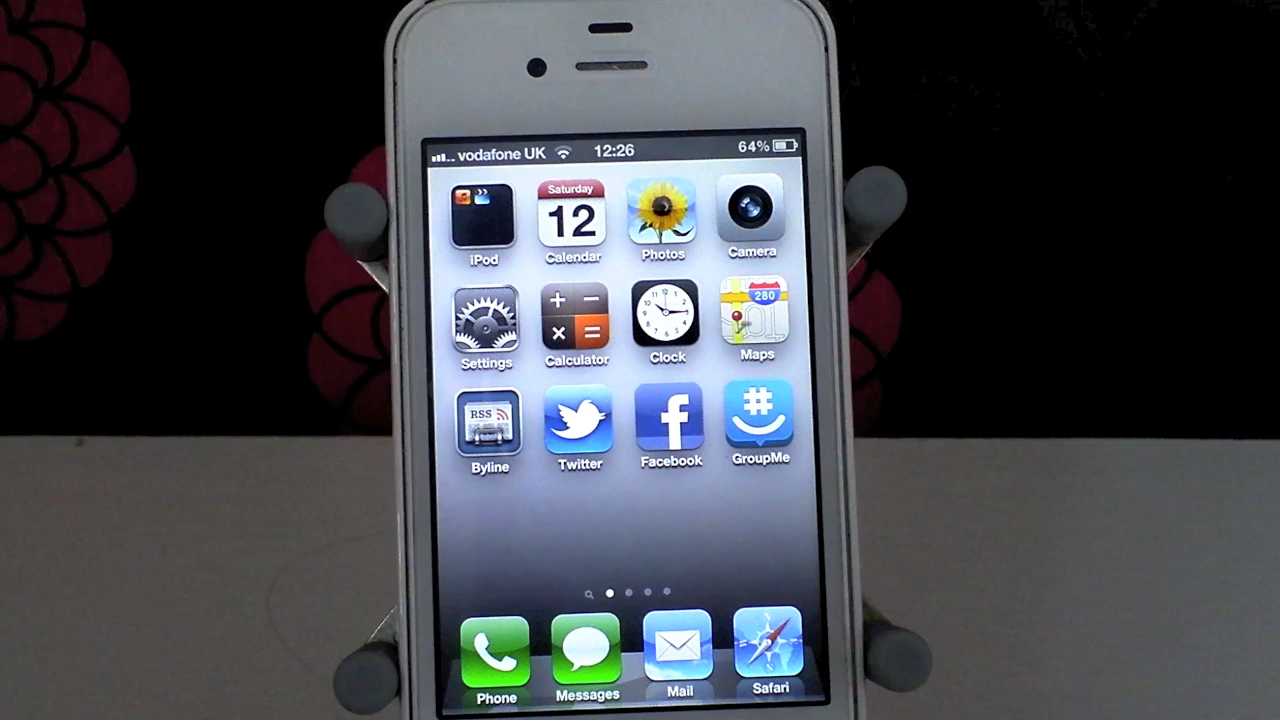 vodafone UK 12:26 64%
Saturday
12
iPod Calendar Photos Camera
280
Settings Calculator Clock Maps
RSS
#
Byline Twitter Facebook GroupMe
Phone Messages Mail Safari